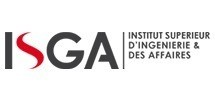 ISGA
INSTITUT SUPERIEUR
D'INGENIERIE &
DES AFFAIRES